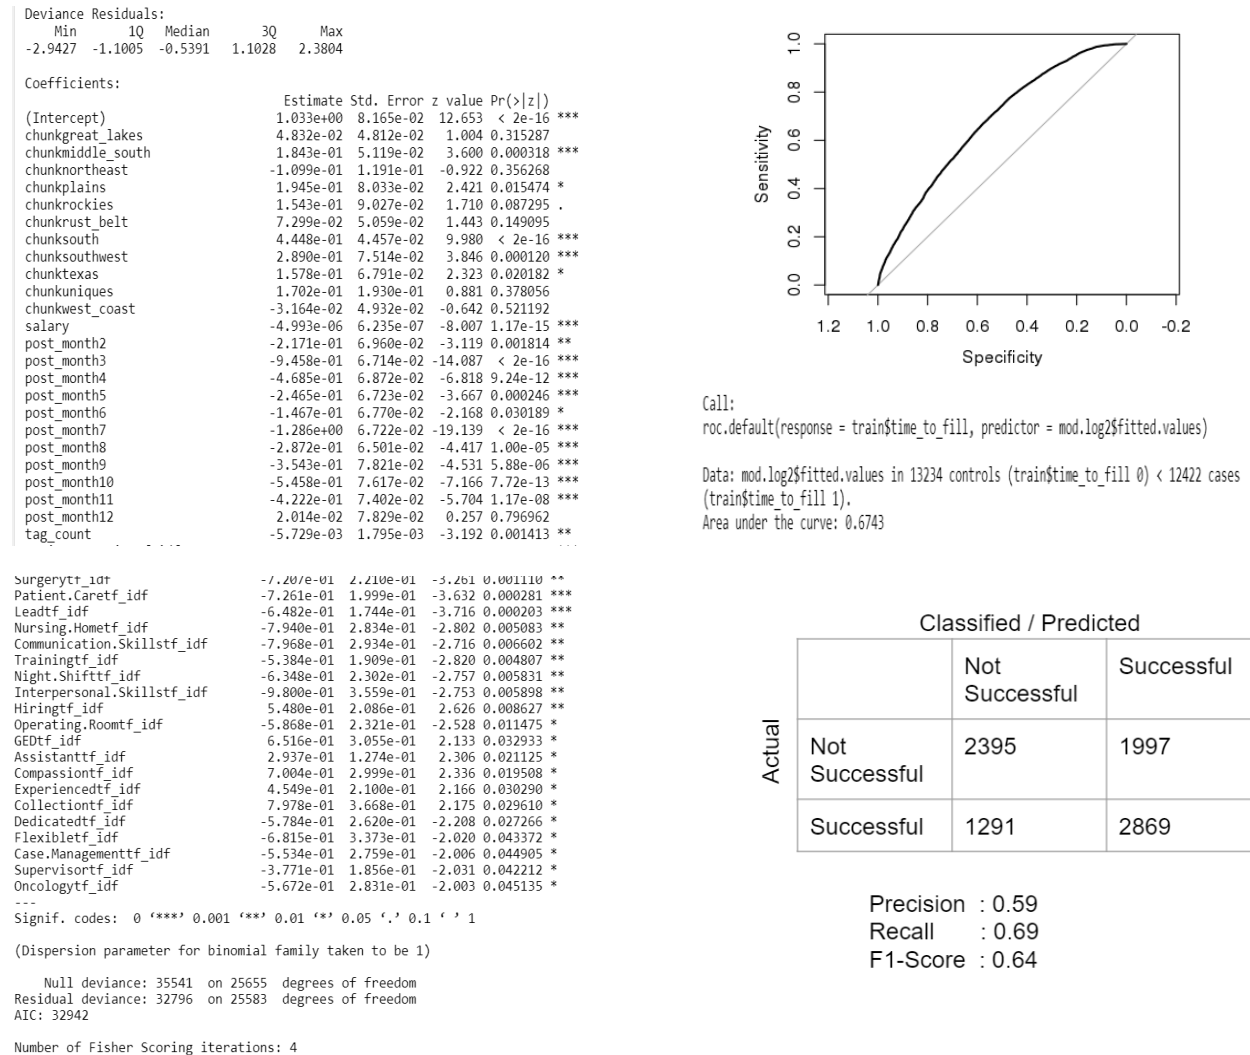 Deviance Residuals:
Min 1Q Median 3Q Max
-2.9427 -1.1005 -0.5391 1.1028 2.3804
Coefficients:
Estimate Std. Error z value Pr(>|z|)
(Intercept) 1.033e+00 8.165e-02 12.653 < 2e-16 ***
chunkgreat_lakes 4.832e-02 4.812e-02 1.004 0.315287
chunkmiddle_south 1.843e-01 5.119e-02 3.600 0.000318 ***
chunknortheast -1.099e-01 1.191e-01 -0.922 0.356268
chunkplains 1.945e-01 8.033e-02 2.421 0.015474 *
chunkrockies 1.543e-01 9.027e-02 1.710 0.087295 .
chunkrust_belt 7.299e-02 5.059e-02 1.443 0.149095
chunksouth 4.448e-01 4.457e-02 9.980 < 2e-16 ***
chunksouthwest 2.890e-01 7.514e-02 3.846 0.000120 ***
chunktexas 1.578e-01 6.791e-02 2.323 0.020182 *
chunkuniques 1.702e-01 1.930e-01 0.881 0.378056
chunkwest_coast -3.164e-02 4.932e-02 -0.642 0.521192
salary -4.993e-06 6.235e-07 -8.007 1.17e-15 ***
post_month2 -2.171e-01 6.960e-02 -3.119 0.001814 **
post_month3 -9.458e-01 6.714e-02 -14.087 < 2e-16 ***
post_month4 -4.685e-01 6.872e-02 -6.818 9.24e-12 ***
post_month5 -2.465e-01 6.723e-02 -3.667 0.000246 ***
post_month6 -1.467e-01 6.770e-02 -2.168 0.030189 *
post_month7 -1.286e+00 6.722e-02 -19.139 < 2e-16 ***
post_month8 -2.872e-01 6.501e-02 -4.417 1.00e-05 ***
post_month9 -3.543e-01 7.821e-02 -4.531 5.88e-06 ***
post_month10 -5.458e-01 7.617e-02 -7.166 7.72e-13 ***
post_month11 -4.222e-01 7.402e-02 -5.704 1.17e-08 ***
post_month12 2.014e-02 7.829e-02 0.257 0.796962
tag_count -5.729e-03 1.795e-03 -3.192 0.001413 **
Surgerytf_idf -7.207e-01 2.210e-01 -3.261 0.001110 **
Patient.Caretf_idf -7.261e-01 1.999e-01 -3.632 0.000281 ***
Leadtf_idf -6.482e-01 1.744e-01 -3.716 0.000203 ***
Nursing.Hometf_idf -7.940e-01 2.834e-01 -2.802 0.005083 **
Communication.Skillstf_idf -7.968e-01 2.934e-01 -2.716 0.006602 **
Trainingtf_idf -5.384e-01 1.909e-01 -2.820 0.004807 **
Night.Shifttf_idf -6.348e-01 2.302e-01 -2.757 0.005831 **
Interpersonal.Skillstf_idf -9.800e-01 3.559e-01 -2.753 0.005898 **
Hiringtf_idf 5.480e-01 2.086e-01 2.626 0.008627 **
Operating.Roomtf_idf -5.868e-01 2.321e-01 -2.528 0.011475 *
GEDtf_idf 6.516e-01 3.055e-01 2.133 0.032933 *
Assistanttf_idf 2.937e-01 1.274e-01 2.306 0.021125 *
Compassiontf_idf 7.004e-01 2.999e-01 2.336 0.019508 *
Experiencedtf_idf 4.549e-01 2.100e-01 2.166 0.030290 *
Collectiontf_idf 7.978e-01 3.668e-01 2.175 0.029610 *
Dedicatedtf_idf -5.784e-01 2.620e-01 -2.208 0.027266 *
Flexibletf_idf -6.815e-01 3.373e-01 -2.020 0.043372 *
Case.Managementtf_idf -5.534e-01 2.759e-01 -2.006 0.044905 *
Supervisortf_idf -3.771e-01 1.856e-01 -2.031 0.042212 *
Oncologytf_idf -5.672e-01 2.831e-01 -2.003 0.045135 *
---
Signif. codes: 0 ‘***’ 0.001 ‘**’ 0.01 ‘*’ 0.05 ‘.’ 0.1 ‘ ’ 1
(Dispersion parameter for binomial family taken to be 1)
Null deviance: 35541 on 25655 degrees of freedom
Residual deviance: 32796 on 25583 degrees of freedom
AIC: 32942
Number of Fisher Scoring iterations: 4
1.0
0.8
0.6
0.4
0.2
0.0
Sensitivity
1.2 1.0 0.8 0.6 0.4 0.2 0.0 -0.2
Specificity
Call:
roc.default(response = train$time_to_fill, predictor = mod.log2$fitted.values)
Data: mod.log2$fitted.values in 13234 controls (train$time_to_fill 0) < 12422 cases
(train$time_to_fill 1).
Area under the curve: 0.6743
Classified / Predicted
Not Successful
Successful
Actual
Not Successful 2395 1997
Successful 1291 2869
Precision : 0.59
Recall : 0.69
F1-Score : 0.64